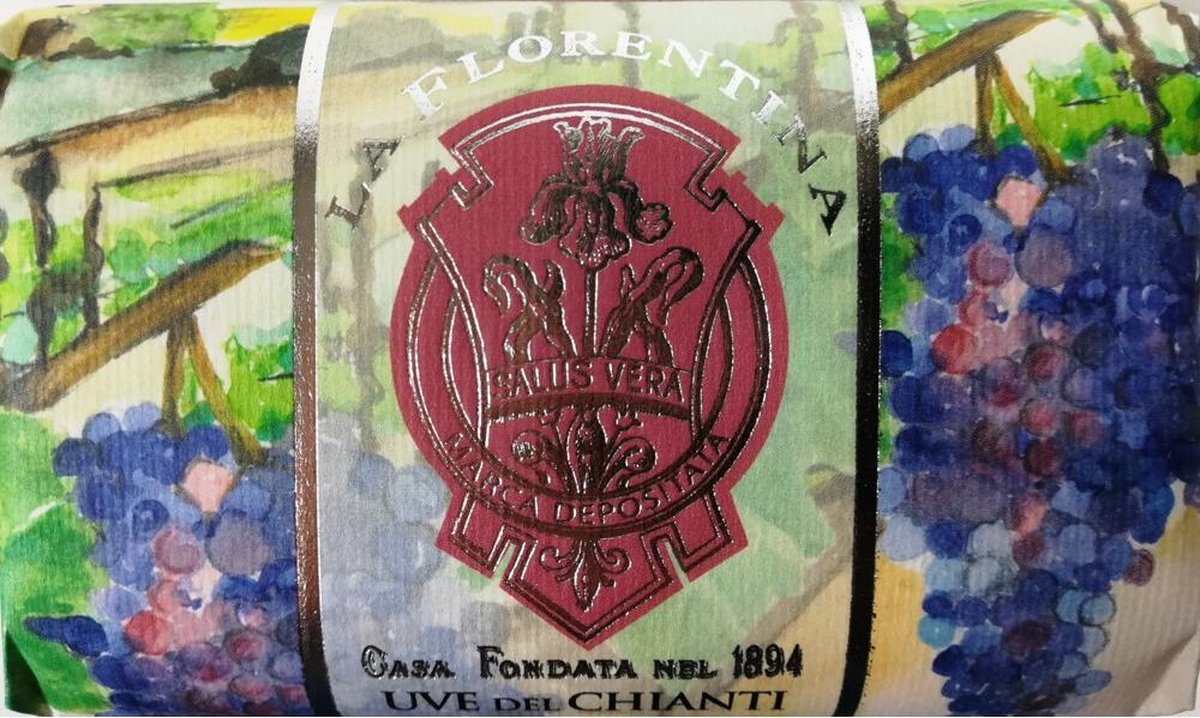 LA FLORENTINA
SALUS VERA
MARCA DEPOSITATA
CASA FONDATA NEL 1894
UVE DEL CHIANTI